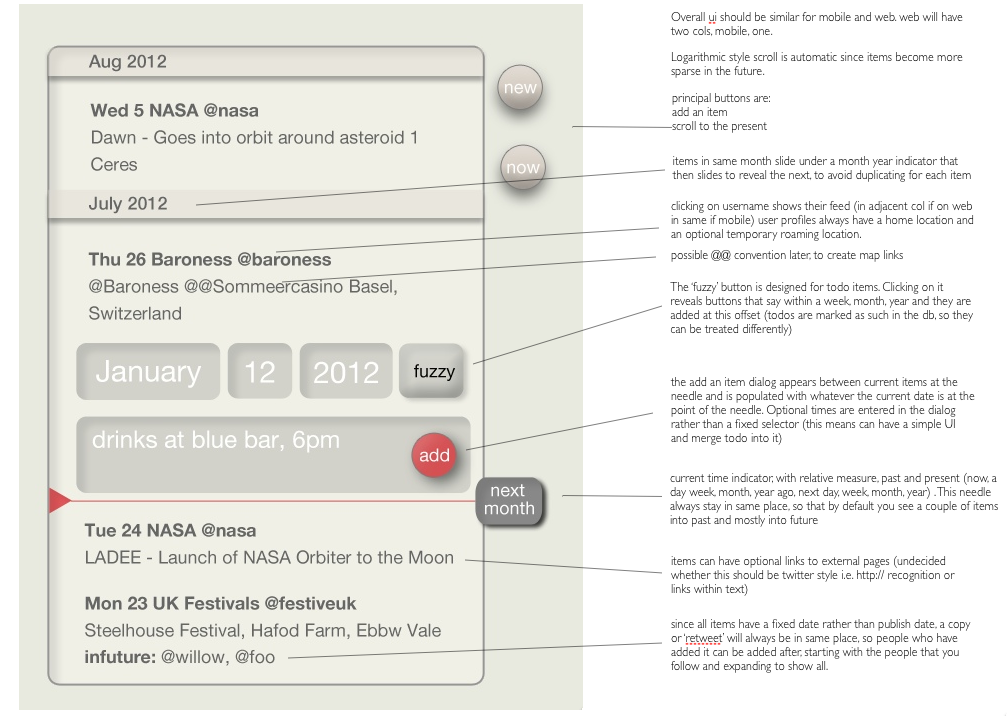 Aug 2012
Wed 5 NASA @nasa
Dawn - Goes into orbit around asteroid 1
Ceres
July 2012
Thu 26 Baroness @baroness
@Baroness @@Sommeercasino Basel,
Switzerland
January 12 2012 fuzzy
drinks at blue bar, 6pm
add
next
month
Tue 24 NASA @nasa
LADEE - Launch of NASA Orbiter to the Moon
Mon 23 UK Festivals @festiveuk
Steelhouse Festival, Hafod Farm, Ebbw Vale
infuture: @willow, @foo
new
now
Overall ui should be similar for mobile and web. web will have
two cols, mobile, one.
Logarithmic style scroll is automatic since items become more
sparse in the future.
principal buttons are:
add an item
scroll to the present
items in same month slide under a month year indicator that
then slides to reveal the next, to avoid duplicating for each item
clicking on username shows their feed (in adjacent col if on web
in same if mobile) user profiles always have a home location and
an optional temporary roaming location.
possible @@ convention later, to create map links
The 'fuzzy' button is designed for todo items. Clicking on it
reveals buttons that say within a week, month, year and they are
added at this offset (todos are marked as such in the db, so they
can be treated differently)
the add an item dialog appears between current items at the
needle and is populated with whatever the current date is at the
point of the needle. Optional times are entered in the dialog
rather than a fixed selector (this means can have a simple UI
and merge todo into it)
current time indicator, with relative measure, past and present (now, a
day week, month, year ago, next day, week, month, year) . This needle
always stay in same place, so that by default you see a couple of items
into past and mostly into future
items can have optional links to external pages (undecided
whether this should be twitter style i.e. http:// recognition or
links within text)
since all items have a fixed date rather than publish date, a copy
or 'retweet' will always be in same place, so people who have
added it can be added after, starting with the people that you
follow and expanding to show all.